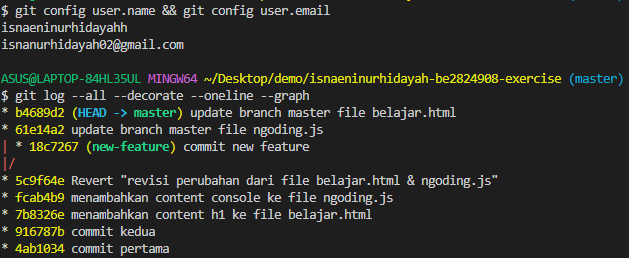 $ git config user.name && git config user.email
isnaeninurhidayahh
isnanurhidayah02@gmail.com
ASUS@LAPTOP-84HL35UL MINGW64 ~/Desktop/demo/isnaeninurhidayah-be2824908-exercise (master)
$ git log --all --decorate --oneline --graph
* b4689d2 (HEAD -> master) update branch master file belajar.html
* 61e14a2 update branch master file ngoding.js
| * 18c7267 (new-feature) commit new feature
|/
* 5c9f64e Revert "revisi perubahan dari file belajar.html & ngoding.js"
* fcab4b9 menambahkan content console ke file ngoding.js
* 7b8326e menambahkan content h1 ke file belajar.html
* 916787b commit kedua
* 4ab1034 commit pertama